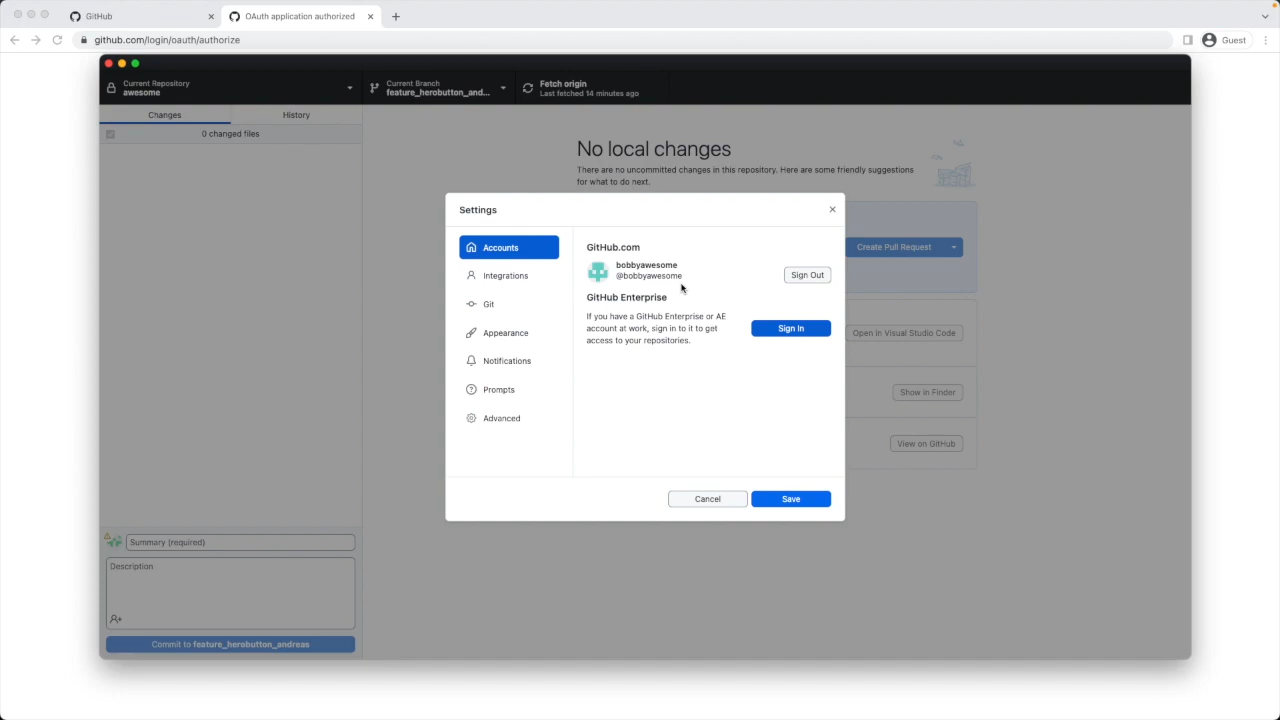 GitHub
OAuth application authorized
github.com/login/oauth/authorize
Guest
Current Repository
awesome
Current Branch
feature_herobutton_and...
Fetch origin
Last fetched 14 minutes ago
Changes
History
0 changed files
No local changes
There are no uncommitted changes in this repository. Here are some friendly suggestions
for what to do next.
Settings
Accounts
Integrations
Git
Appearance
Notifications
Prompts
Advanced
GitHub.com
bobbyawesome
@bobbyawesome
Sign Out
GitHub Enterprise
If you have a GitHub Enterprise or AE
account at work, sign in to it to get
access to your repositories.
Sign In
Cancel
Save
Create Pull Request
Open in Visual Studio Code
Show in Finder
View on GitHub
Summary (required)
Description
Commit to feature_herobutton_andreas